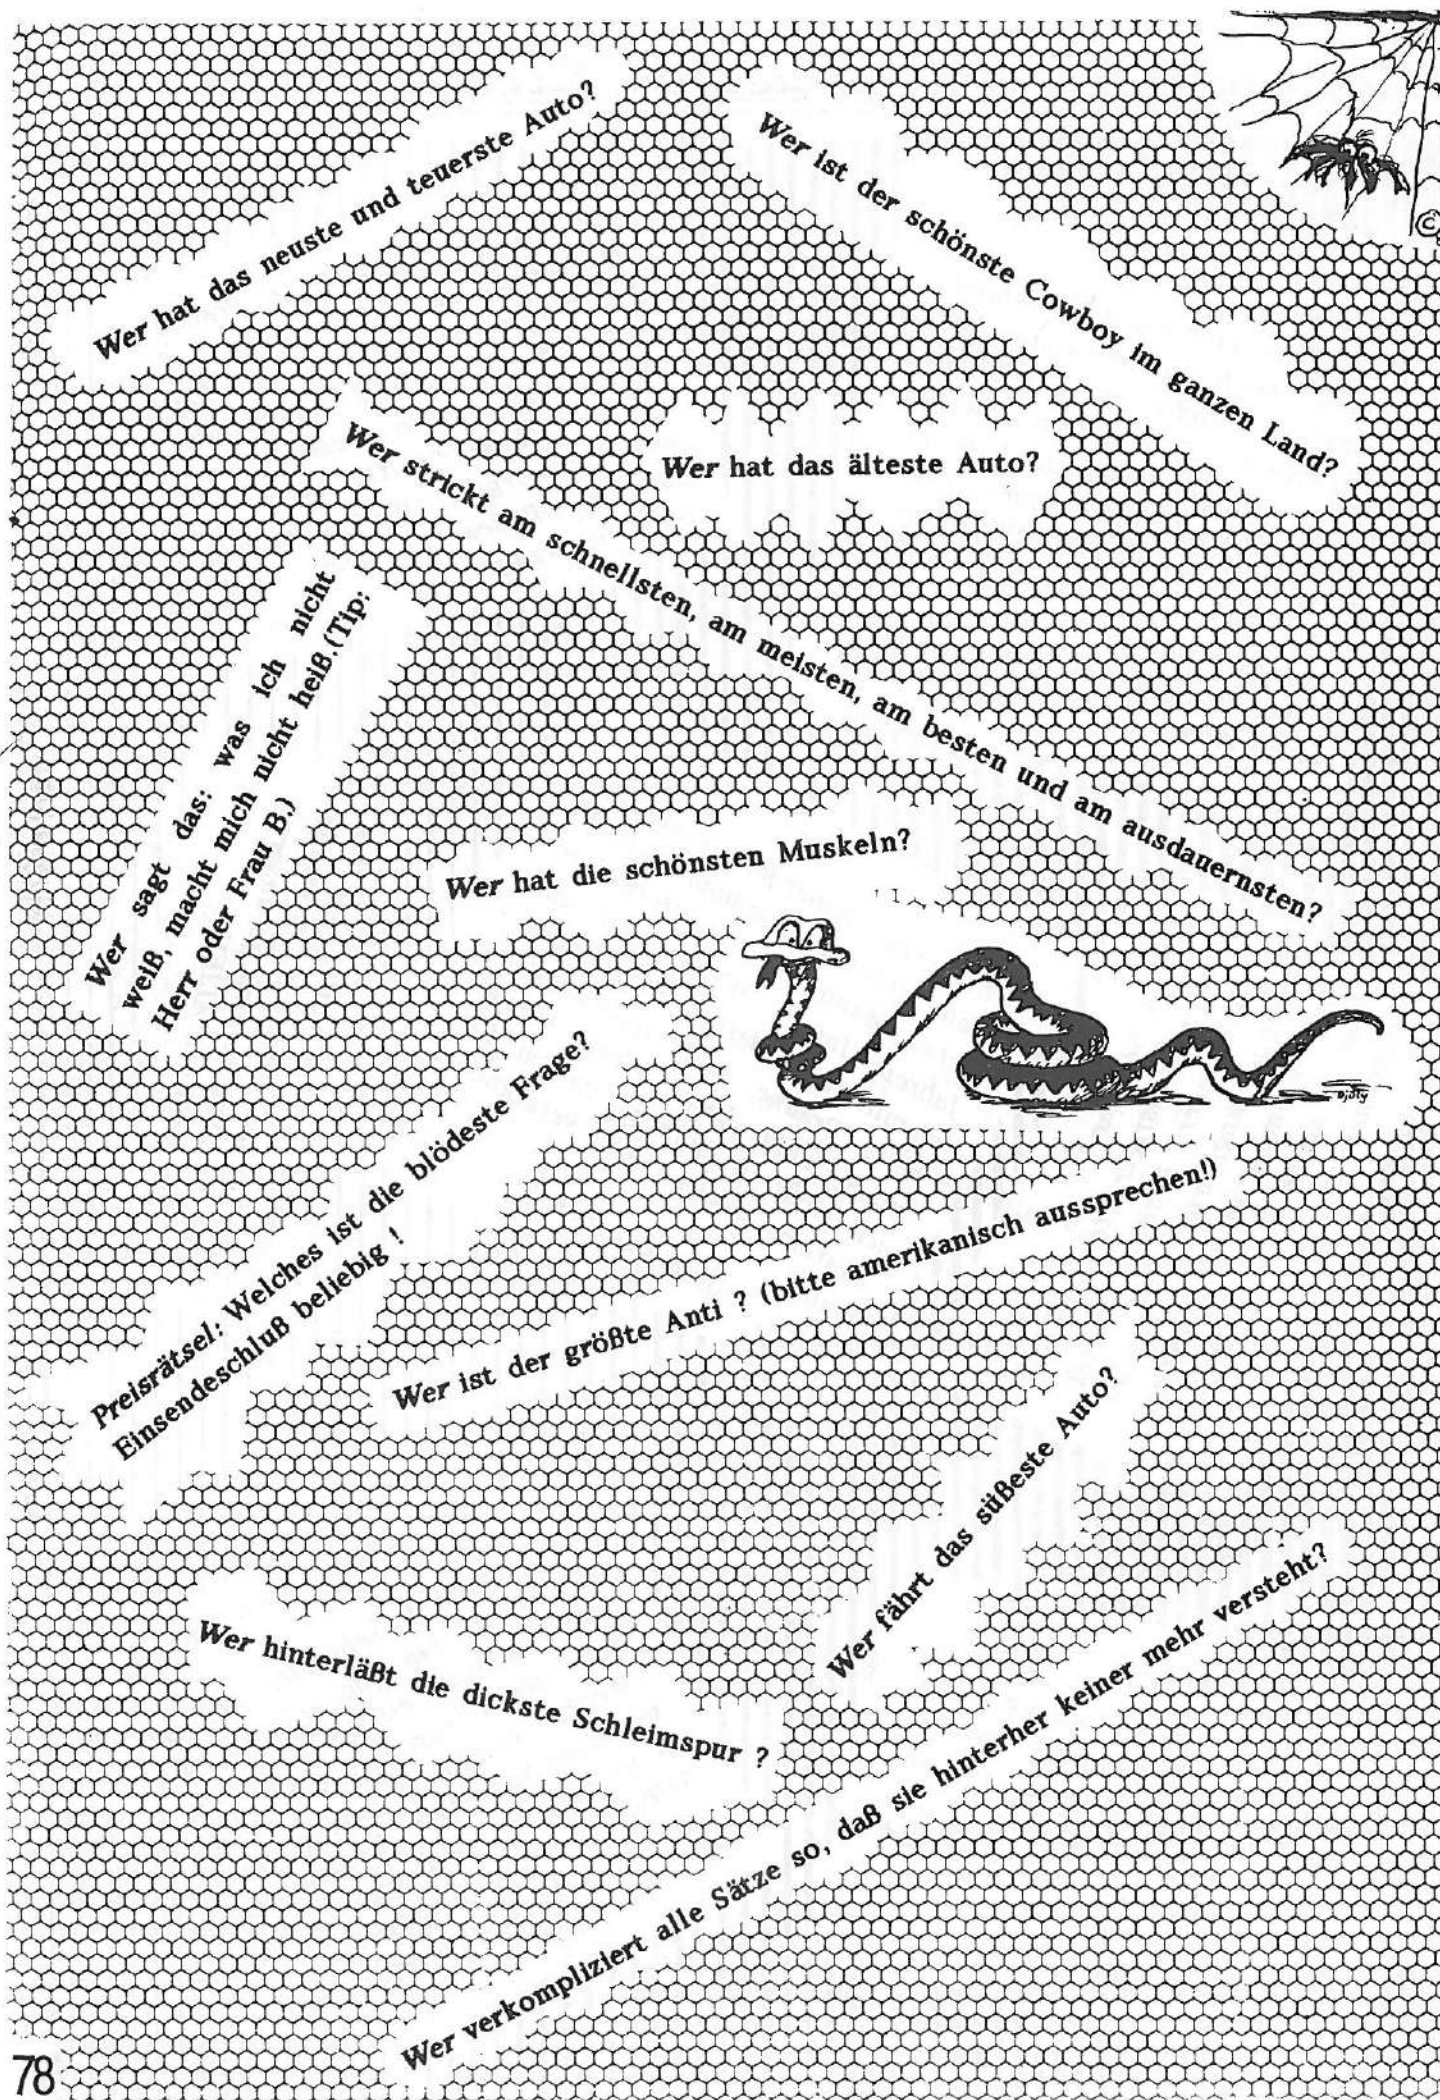 Wer hat das neuste und teuerste Auto?
Wer ist der schönste Cowboy im ganzen Land?
Wer hat das älteste Auto?
Wer strickt am schnellsten, am meisten, am besten und am ausdauernsten?
Wer sagt das: was ich nicht
weiß, macht mich nicht heiß.(Tip:
Herr oder Frau B.)
Wer hat die schönsten Muskeln?
Preisrätsel: Welches ist die blödeste Frage?
Einsendeschluß beliebig !
Wer ist der größte Anti ? (bitte amerikanisch aussprechen!)
Wer fährt das süßeste Auto?
Wer hinterläßt die dickste Schleimspur ?
Wer verkompliziert alle Sätze so, daß sie hinterher keiner mehr versteht?
78